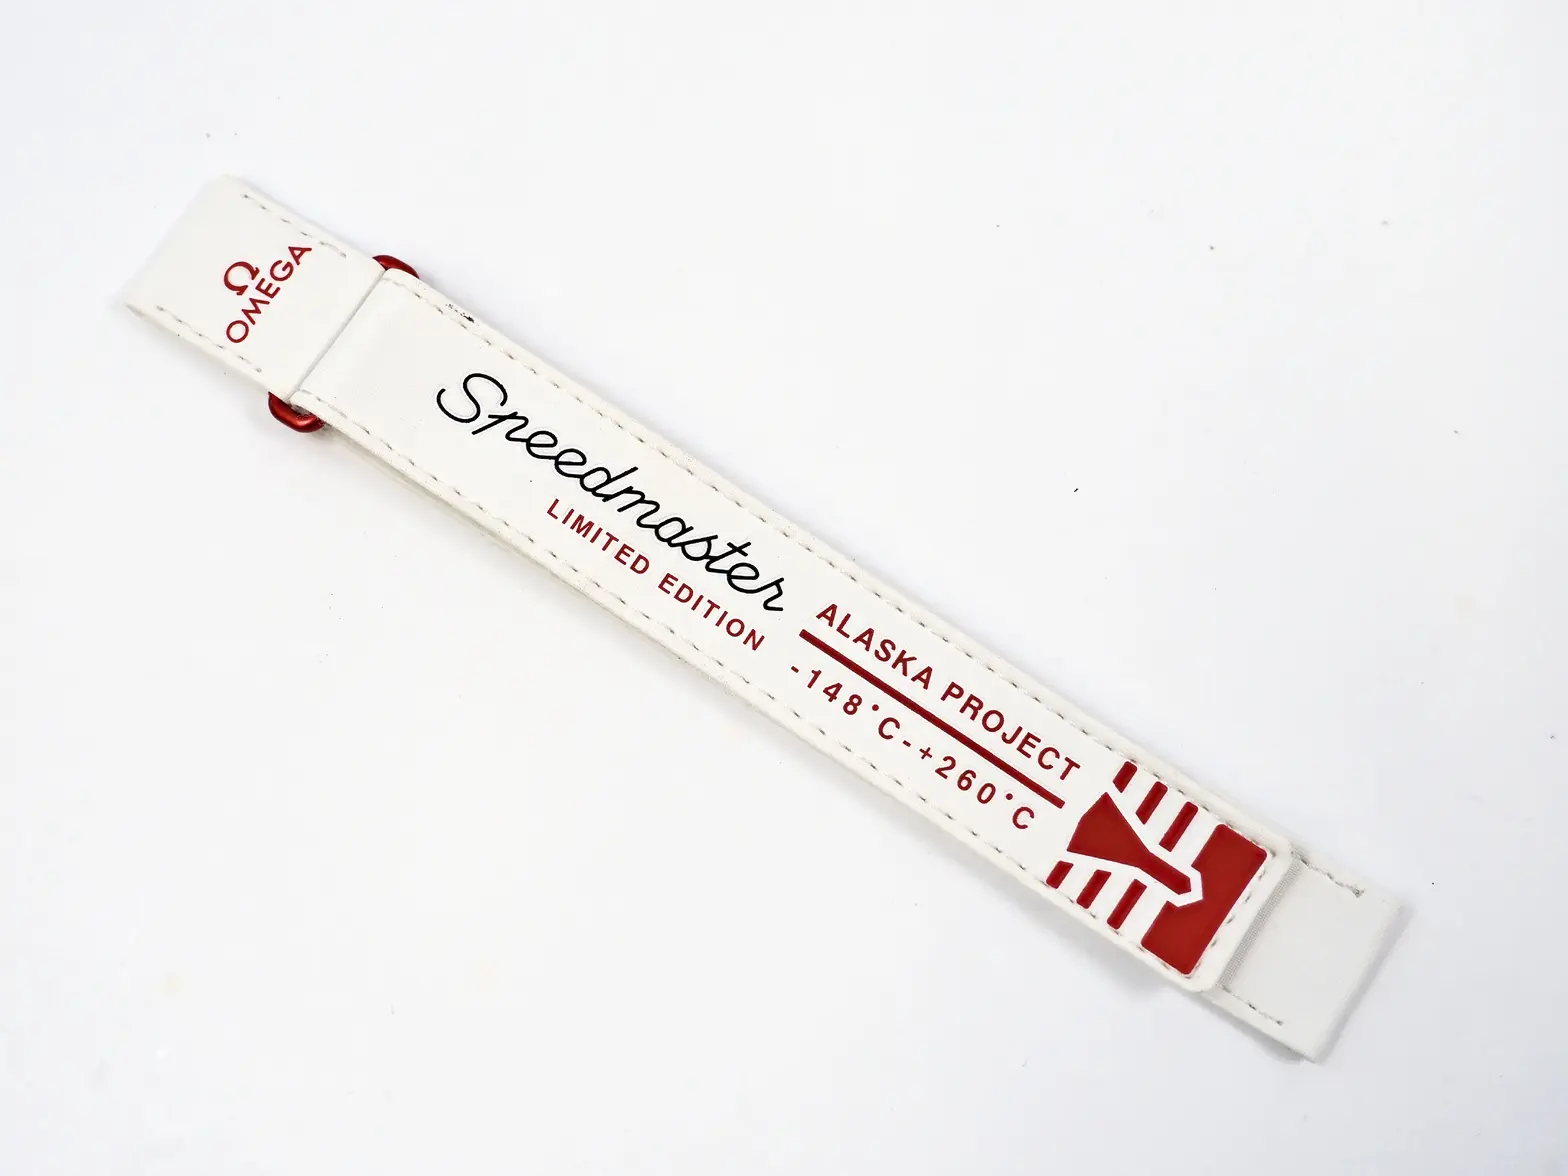 Ω
OMEGA
Speedmaster
LIMITED EDITION
ALASKA PROJECT
-148°C-+260°C